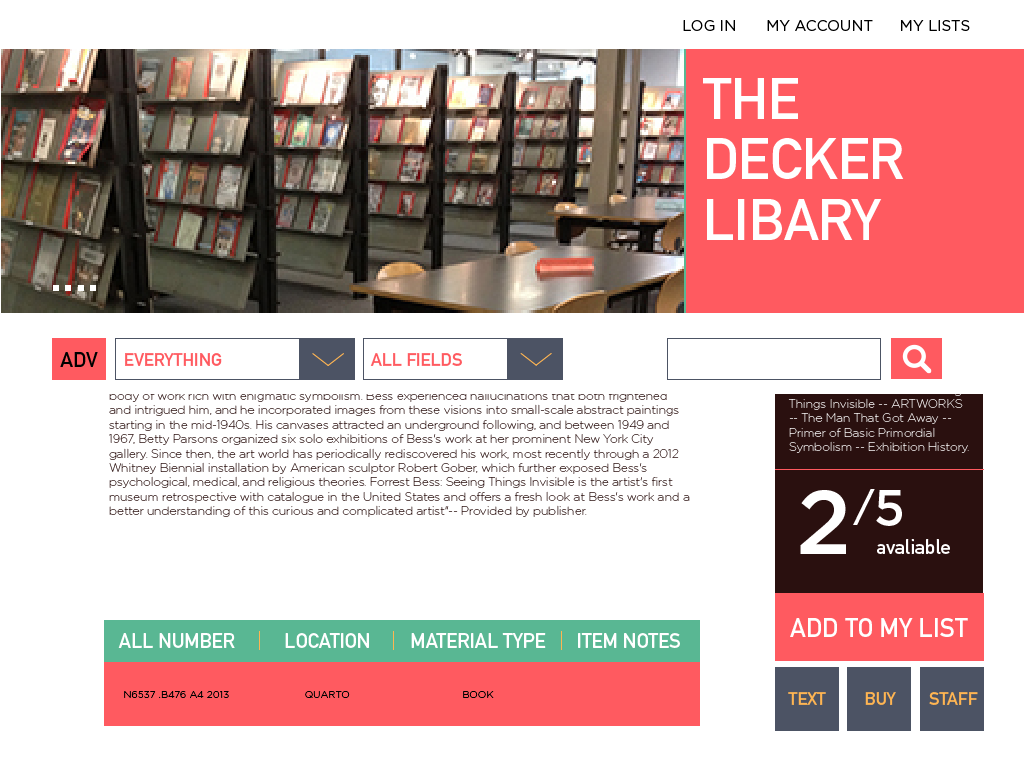 LOG IN MY ACCOUNT MY LISTS
THE
DECKER
LIBARY
ADV EVERYTHING ALL FIELDS
body of work rich with enigmatic symbolism. Bess experienced hallucinations that both frightened
and intrigued him, and he incorporated images from these visions into small-scale abstract paintings
starting in the mid-1940s. His canvases attracted an underground following, and between 1949 and
1967, Betty Parsons organized six solo exhibitions of Bess's work at her prominent New York City
gallery. Since then, the art world has periodically rediscovered his work, most recently through a 2012
Whitney Biennial installation by American sculptor Robert Gober, which further exposed Bess's
psychological, medical, and religious theories. Forrest Bess: Seeing Things Invisible is the artist's first
museum retrospective with catalogue in the United States and offers a fresh look at Bess's work and a
better understanding of this curious and complicated artist"-- Provided by publisher.
Things Invisible -- ARTWORKS
-- The Man That Got Away --
Primer of Basic Primordial
Symbolism -- Exhibition History.
2/5
avaliable
ADD TO MY LIST
TEXT BUY STAFF
ALL NUMBER LOCATION MATERIAL TYPE ITEM NOTES
N6537 .B476 A4 2013 QUARTO BOOK